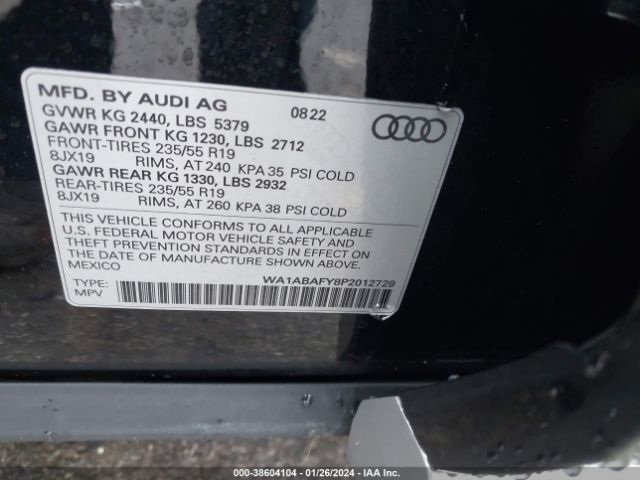 MFD. BY AUDI AG 08 22
GVWR KG 2440, LBS 5379
GAWR FRONT KG 1230, LBS 2712
FRONT-TIRES 235/55 R19
8JX19 RIMS, AT 240 KPA 35 PSI COLD
GAWR REAR KG 1330, LBS 2932
REAR-TIRES 235/55 R19
8JX19 RIMS, AT 260 KPA 38 PSI COLD
THIS VEHICLE CONFORMS TO ALL APPLICABLE
U.S. FEDERAL MOTOR VEHICLE SAFETY AND
THEFT PREVENTION STANDARDS IN EFFECT ON
THE DATE OF MANUFACTURE SHOWN ABOVE.
MEXICO
TYPE: WA1ABAFY8P2012729
MPV
000-38604104 - 01/26/2024 - IAA Inc.